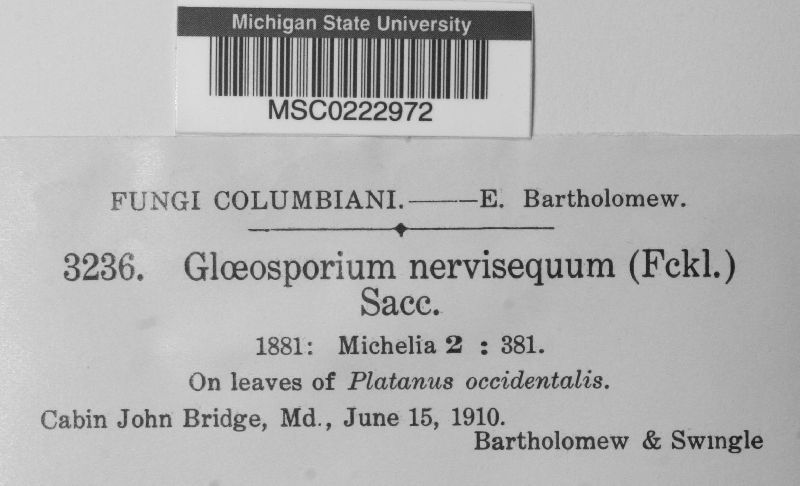 Michigan State University
MSC0222972
FUNGI COLUMBIANI.——E. Bartholomew.
3236. Glœosporium nervisequum (Fckl.)
Sacc.
1881: Michelia 2 : 381.
On leaves of Platanus occidentalis.
Cabin John Bridge, Md., June 15, 1910.
Bartholomew & Swingle